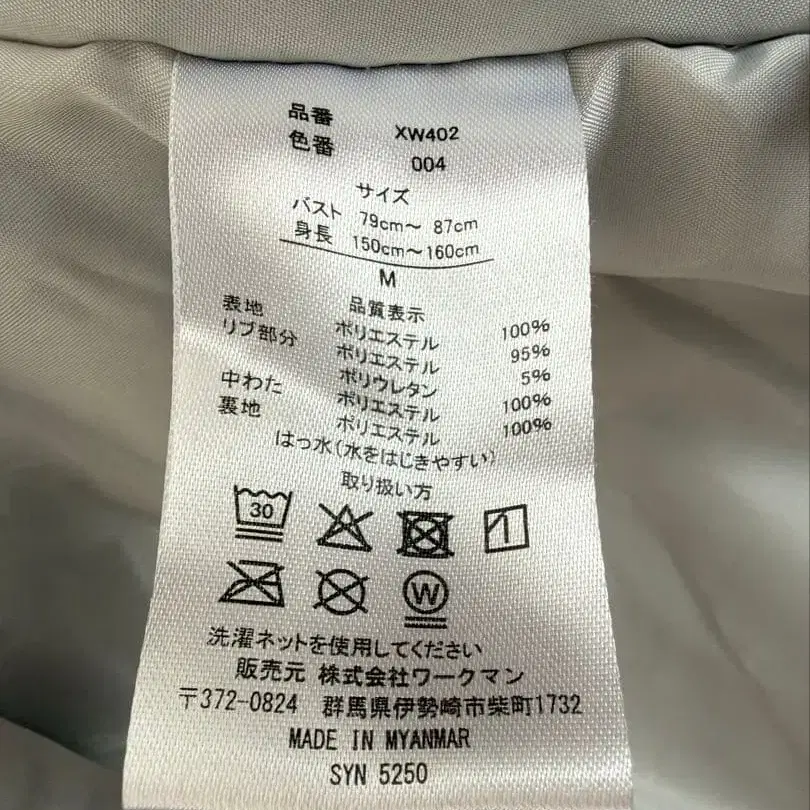 品番 XW402
色番 004
サイズ
バスト 79cm～ 87cm
身長 150cm～160cm
M
品質表示
表地 ポリエステル 100%
リブ部分 ポリエステル 95%
ポリウレタン 5%
中わた ポリエステル 100%
裏地 ポリエステル 100%
はっ水(水をはじきやすい)
取り扱い方
30
W
洗濯ネットを使用してください
販売元 株式会社ワークマン
〒372-0824 群馬県伊勢崎市柴町1732
MADE IN MYANMAR
SYN 5250